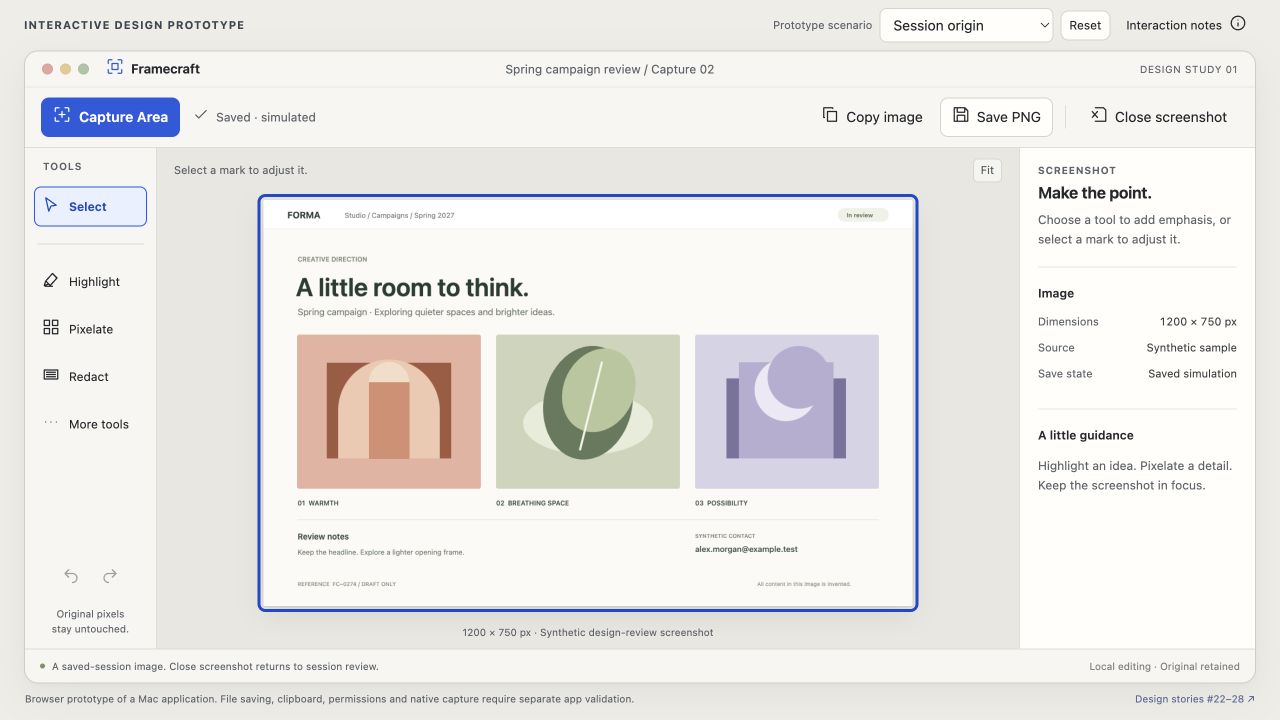 INTERACTIVE DESIGN PROTOTYPE
Prototype scenario
Session origin
Reset
Interaction notes
Framecraft
Spring campaign review / Capture 02
DESIGN STUDY 01
Capture Area
Saved · simulated
Copy image
Save PNG
Close screenshot
TOOLS
Select
Highlight
Pixelate
Redact
More tools
Original pixels
stay untouched.
Select a mark to adjust it.
Fit
FORMA
Studio / Campaigns / Spring 2027
In review
CREATIVE DIRECTION
A little room to think.
Spring campaign · Exploring quieter spaces and brighter ideas.
01 WARMTH
02 BREATHING SPACE
03 POSSIBILITY
Review notes
Keep the headline. Explore a lighter opening frame.
SYNTHETIC CONTACT
alex.morgan@example.test
REFERENCE FC-0274 / DRAFT ONLY
All content in this image is invented.
1200 × 750 px · Synthetic design-review screenshot
SCREENSHOT
Make the point.
Choose a tool to add emphasis, or
select a mark to adjust it.
Image
Dimensions 1200 × 750 px
Source Synthetic sample
Save state Saved simulation
A little guidance
Highlight an idea. Pixelate a detail.
Keep the screenshot in focus.
A saved-session image. Close screenshot returns to session review.
Local editing · Original retained
Browser prototype of a Mac application. File saving, clipboard, permissions and native capture require separate app validation.
Design stories #22–28 ↗